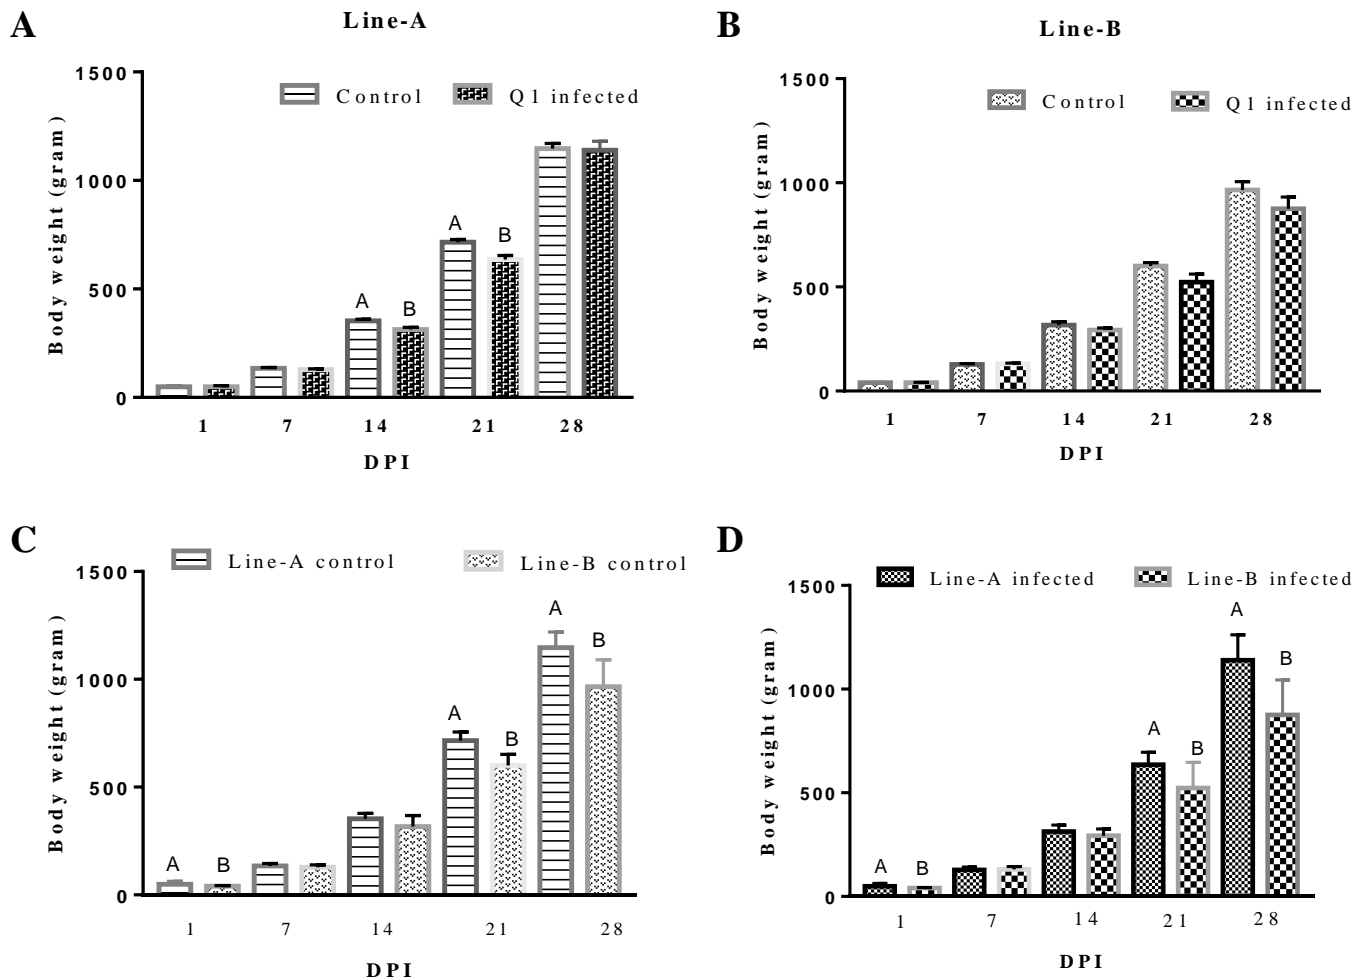 A
Line-A
1500
1000
500
0
Body weight (gram)
Control
Q1 infected
A
B
A
B
1
7
14
21
28
DPI
B
Line-B
1500
1000
500
0
Body weight (gram)
Control
Q1 infected
1
7
14
21
28
DPI
C
Line-A control
Line-B control
1500
1000
500
0
Body weight (gram)
A
B
A
B
A
B
1
7
14
21
28
DPI
D
Line-A infected
Line-B infected
1500
1000
500
0
Body weight (gram)
A
B
A
B
A
B
1
7
14
21
28
DPI